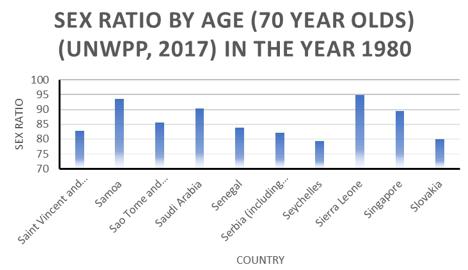 SEX RATIO BY AGE (70 YEAR OLDS)
(UNWPP, 2017) IN THE YEAR 1980
SEX RATIO
100
95
90
85
80
75
70
Saint Vincent and...
Samoa
Sao Tome and...
Saudi Arabia
Senegal
Serbia (including...
Seychelles
Sierra Leone
Singapore
Slovakia
COUNTRY